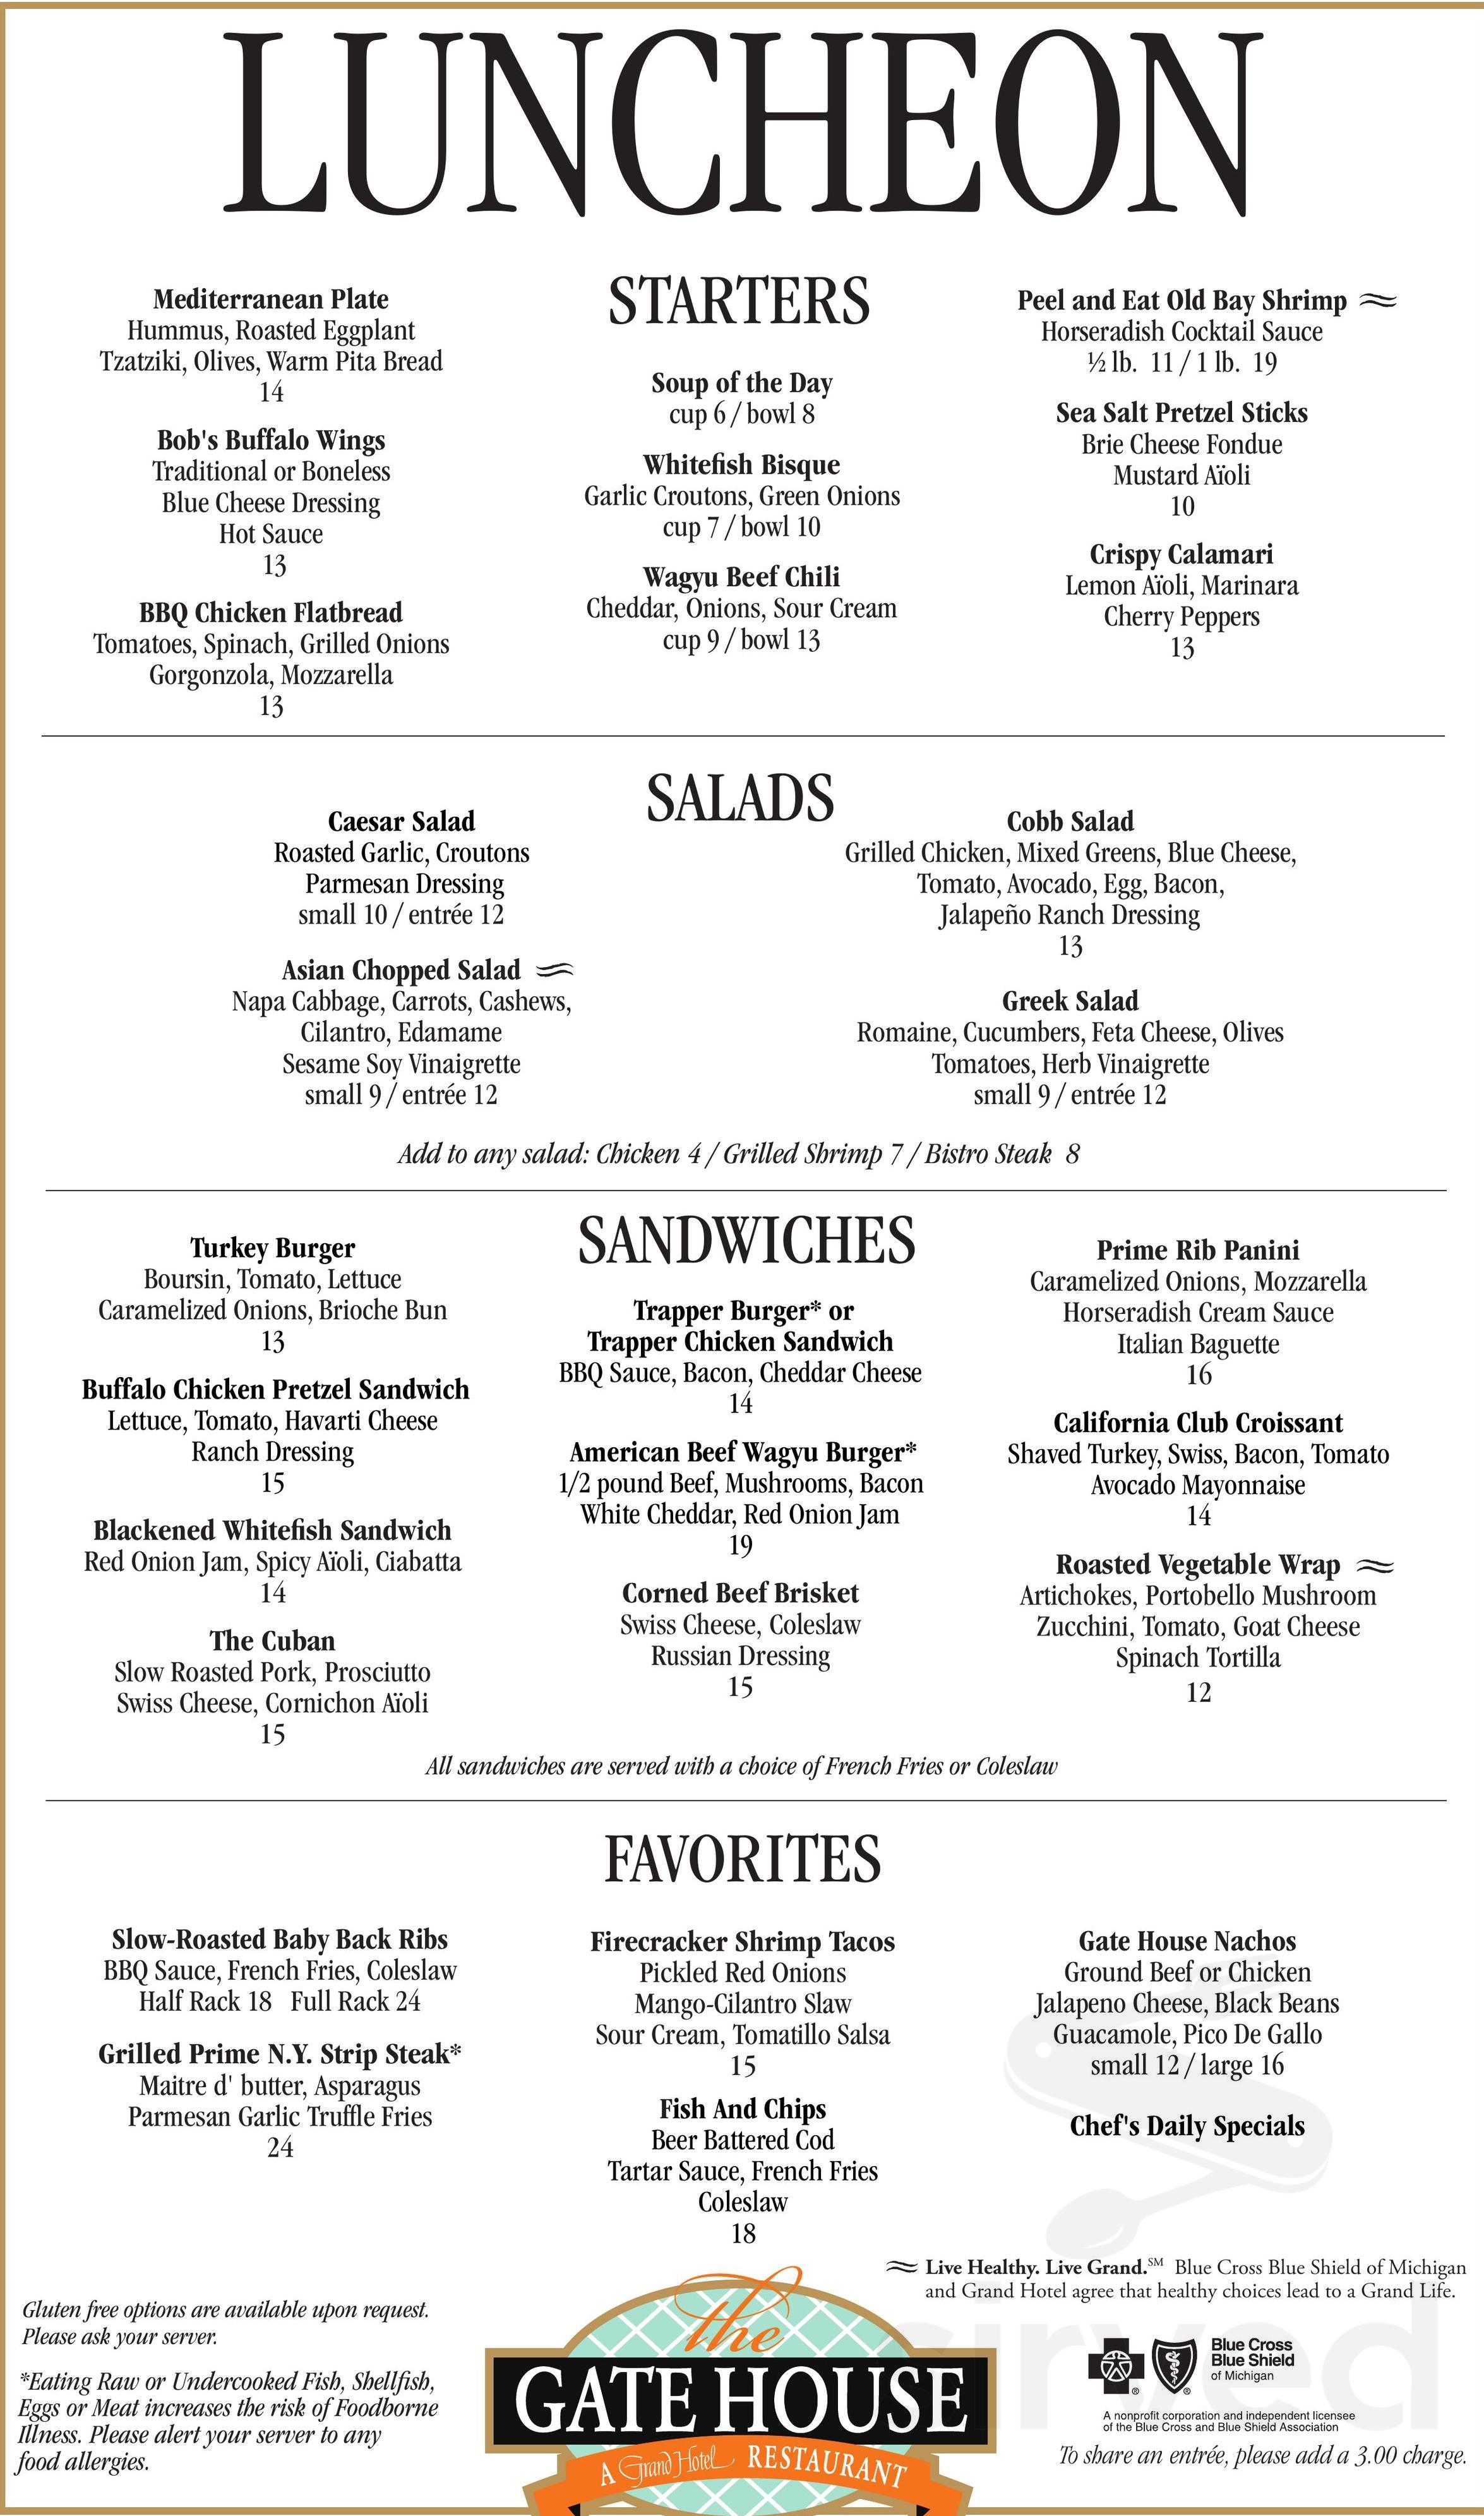 LUNCHEON
STARTERS
Mediterranean Plate
Hummus, Roasted Eggplant
Tzatziki, Olives, Warm Pita Bread
14
Bob's Buffalo Wings
Traditional or Boneless
Blue Cheese Dressing
Hot Sauce
13
BBQ Chicken Flatbread
Tomatoes, Spinach, Grilled Onions
Gorgonzola, Mozzarella
13
Soup of the Day
cup 6 / bowl 8
Whitefish Bisque
Garlic Croutons, Green Onions
cup 7 / bowl 10
Wagyu Beef Chili
Cheddar, Onions, Sour Cream
cup 9 / bowl 13
Peel and Eat Old Bay Shrimp
Horseradish Cocktail Sauce
½ lb. 11 / 1 lb. 19
Sea Salt Pretzel Sticks
Brie Cheese Fondue
Mustard Aïoli
10
Crispy Calamari
Lemon Aïoli, Marinara
Cherry Peppers
13
SALADS
Caesar Salad
Roasted Garlic, Croutons
Parmesan Dressing
small 10 / entrée 12
Asian Chopped Salad
Napa Cabbage, Carrots, Cashews,
Cilantro, Edamame
Sesame Soy Vinaigrette
small 9 / entrée 12
Cobb Salad
Grilled Chicken, Mixed Greens, Blue Cheese,
Tomato, Avocado, Egg, Bacon,
Jalapeño Ranch Dressing
13
Greek Salad
Romaine, Cucumbers, Feta Cheese, Olives
Tomatoes, Herb Vinaigrette
small 9 / entrée 12
Add to any salad: Chicken 4 / Grilled Shrimp 7 / Bistro Steak 8
SANDWICHES
Turkey Burger
Boursin, Tomato, Lettuce
Caramelized Onions, Brioche Bun
13
Buffalo Chicken Pretzel Sandwich
Lettuce, Tomato, Havarti Cheese
Ranch Dressing
15
Blackened Whitefish Sandwich
Red Onion Jam, Spicy Aïoli, Ciabatta
14
The Cuban
Slow Roasted Pork, Prosciutto
Swiss Cheese, Cornichon Aïoli
15
Trapper Burger* or
Trapper Chicken Sandwich
BBQ Sauce, Bacon, Cheddar Cheese
14
American Beef Wagyu Burger*
1/2 pound Beef, Mushrooms, Bacon
White Cheddar, Red Onion Jam
19
Corned Beef Brisket
Swiss Cheese, Coleslaw
Russian Dressing
15
Prime Rib Panini
Caramelized Onions, Mozzarella
Horseradish Cream Sauce
Italian Baguette
16
California Club Croissant
Shaved Turkey, Swiss, Bacon, Tomato
Avocado Mayonnaise
14
Roasted Vegetable Wrap
Artichokes, Portobello Mushroom
Zucchini, Tomato, Goat Cheese
Spinach Tortilla
12
All sandwiches are served with a choice of French Fries or Coleslaw
FAVORITES
Slow-Roasted Baby Back Ribs
BBQ Sauce, French Fries, Coleslaw
Half Rack 18 Full Rack 24
Grilled Prime N.Y. Strip Steak*
Maitre d' butter, Asparagus
Parmesan Garlic Truffle Fries
24
Firecracker Shrimp Tacos
Pickled Red Onions
Mango-Cilantro Slaw
Sour Cream, Tomatillo Salsa
15
Fish And Chips
Beer Battered Cod
Tartar Sauce, French Fries
Coleslaw
18
Gate House Nachos
Ground Beef or Chicken
Jalapeno Cheese, Black Beans
Guacamole, Pico De Gallo
small 12 / large 16
Chef's Daily Specials
Gluten free options are available upon request.
Please ask your server.
*Eating Raw or Undercooked Fish, Shellfish,
Eggs or Meat increases the risk of Foodborne
Illness. Please alert your server to any
food allergies.
the
GATE HOUSE
A Grand Hotel RESTAURANT
Live Healthy. Live Grand.℠ Blue Cross Blue Shield of Michigan
and Grand Hotel agree that healthy choices lead to a Grand Life.
Blue Cross
Blue Shield
of Michigan
A nonprofit corporation and independent licensee
of the Blue Cross and Blue Shield Association
To share an entrée, please add a 3.00 charge.
sirved